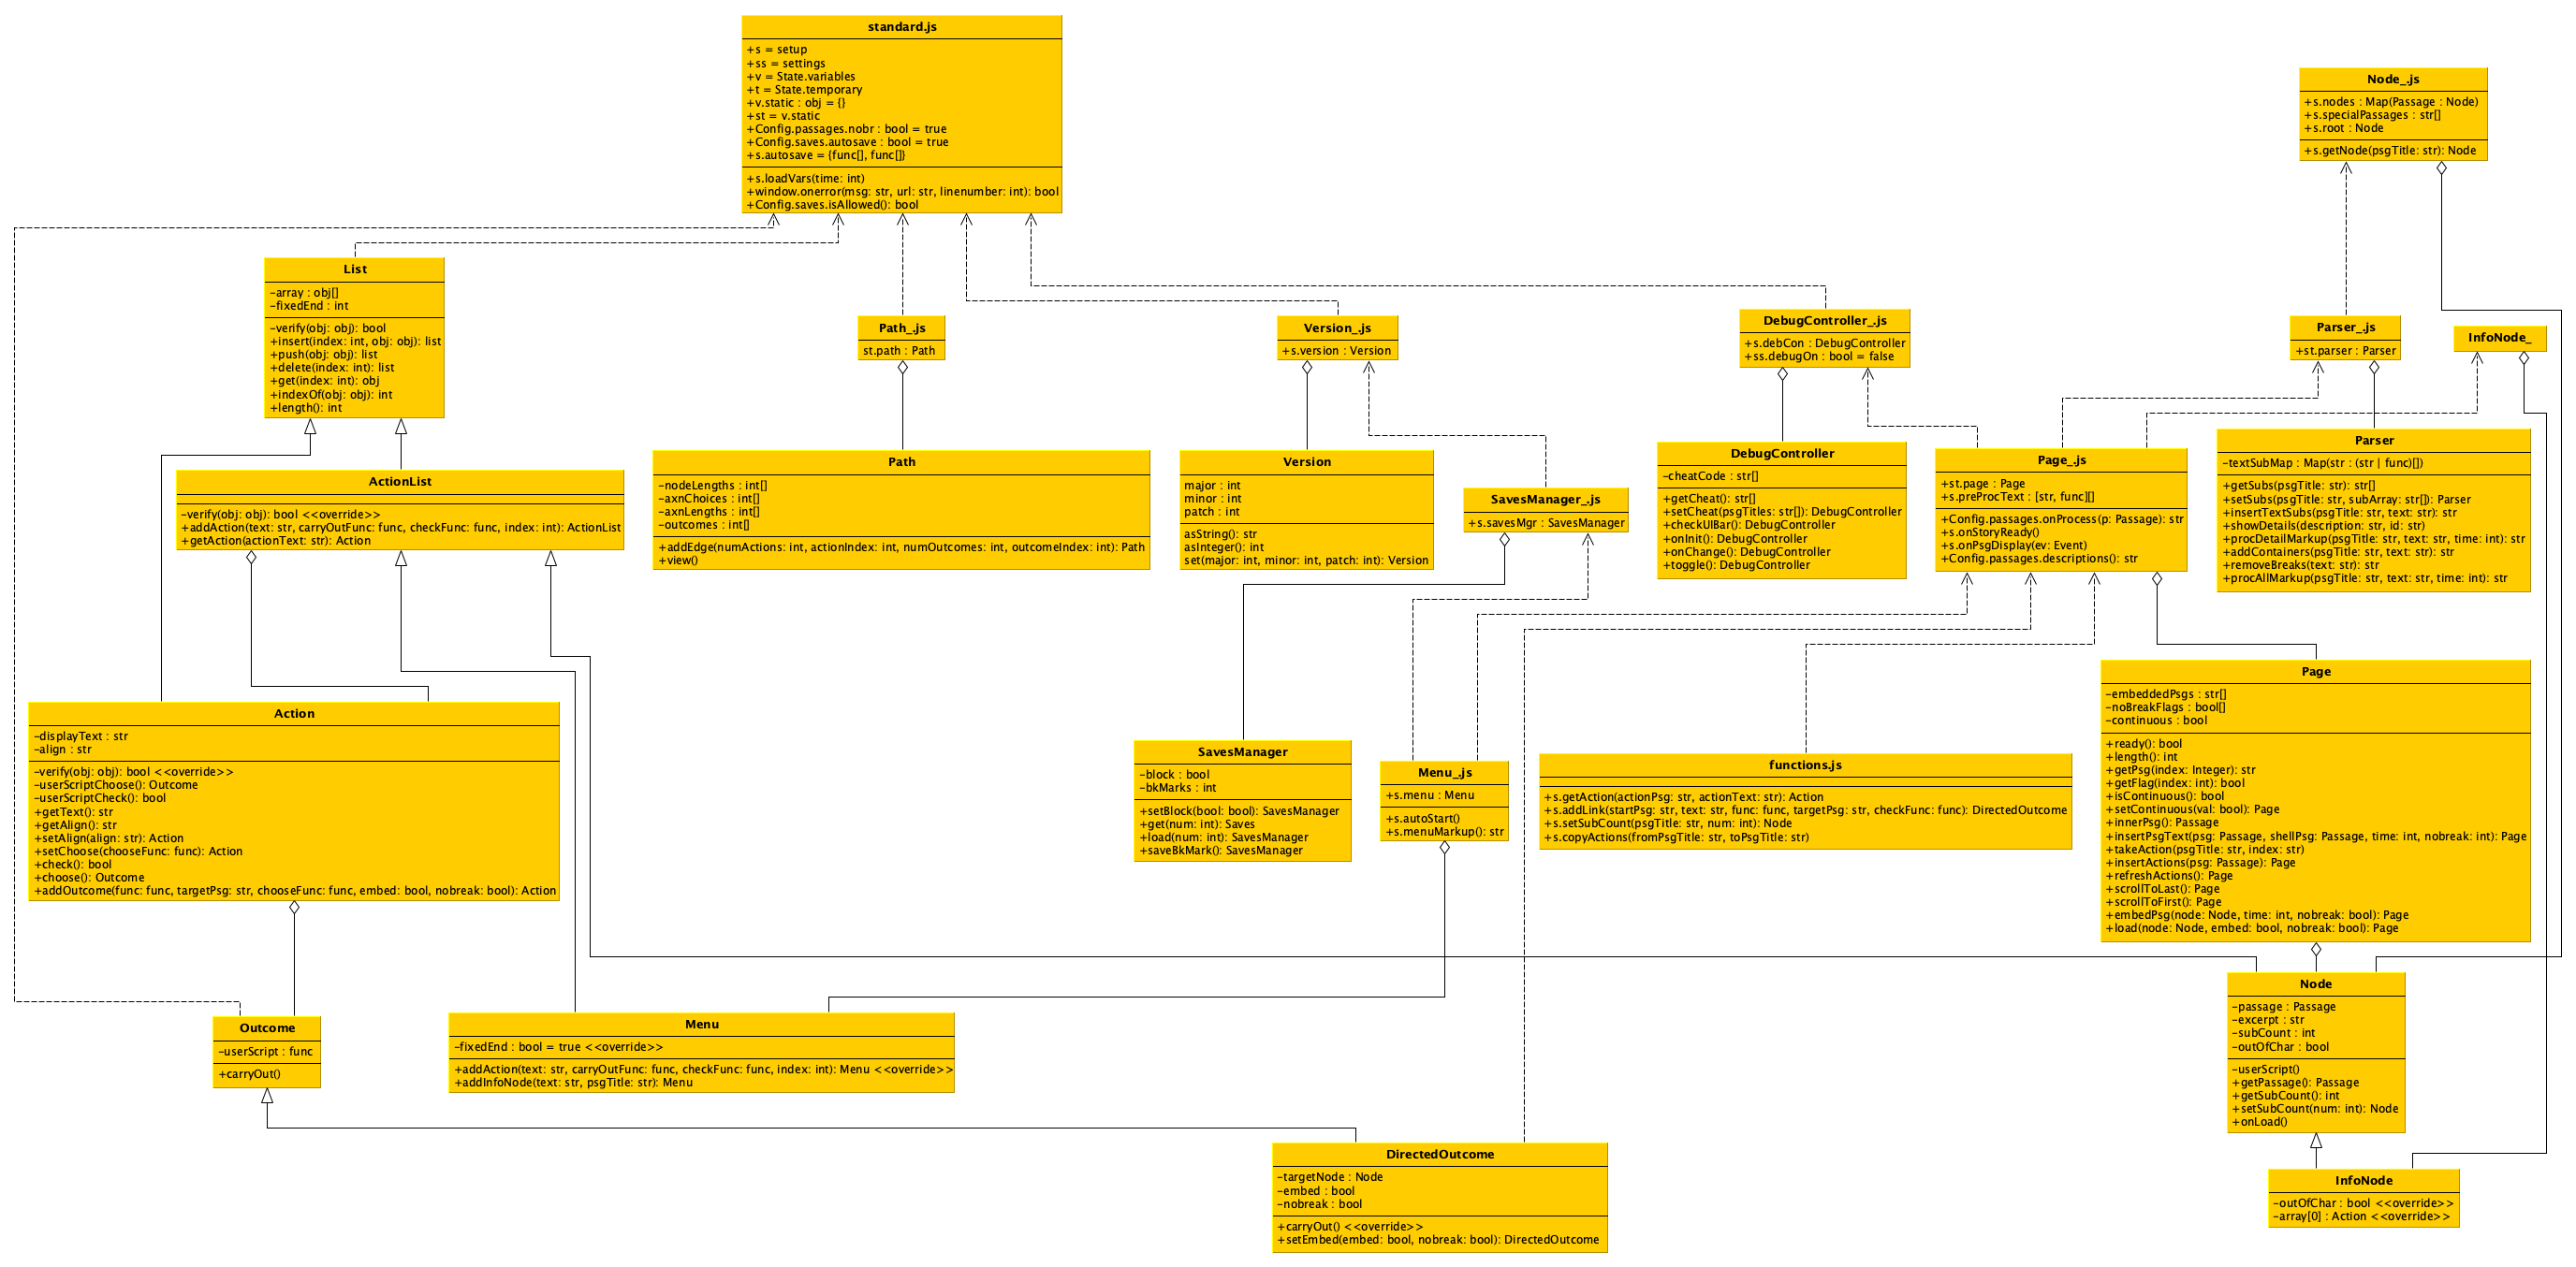 standard.js
+s = setup
+ss = settings
+v = State.variables
+t = State.temporary
+v.static : obj = {}
+st = v.static
+Config.passages.nobr : bool = true
+Config.saves.autosave : bool = true
+s.autosave = {func[], func[]}
+s.loadVars(time: int)
+window.onerror(msg: str, url: str, linenumber: int): bool
+Config.saves.isAllowed(): bool
Node_.js
+s.nodes : Map(Passage : Node)
+s.specialPassages : str[]
+s.root : Node
+s.getNode(psgTitle: str): Node
List
-array : obj[]
-fixedEnd : int
-verify(obj: obj): bool
+insert(index: int, obj: obj): list
+push(obj: obj): list
+delete(index: int): list
+get(index: int): obj
+indexOf(obj: obj): int
+length(): int
Path_.js
st.path : Path
Version_.js
+s.version : Version
DebugController_.js
+s.debCon : DebugController
+ss.debugOn : bool = false
Parser_.js
+st.parser : Parser
InfoNode_
ActionList
-verify(obj: obj): bool <<override>>
+addAction(text: str, carryOutFunc: func, checkFunc: func, index: int): ActionList
+getAction(actionText: str): Action
Path
-nodeLengths : int[]
-axnChoices : int[]
-axnLengths : int[]
-outcomes : int[]
+addEdge(numActions: int, actionIndex: int, numOutcomes: int, outcomeIndex: int): Path
+view()
Version
major : int
minor : int
patch : int
asString(): str
asInteger(): int
set(major: int, minor: int, patch: int): Version
SavesManager_.js
+s.savesMgr : SavesManager
DebugController
-cheatCode : str[]
+getCheat(): str[]
+setCheat(psgTitles: str[]): DebugController
+checkUIBar(): DebugController
+onInit(): DebugController
+onChange(): DebugController
+toggle(): DebugController
Page_.js
+st.page : Page
+s.preProcText : [str, func][]
+Config.passages.onProcess(p: Passage): str
+s.onStoryReady()
+s.onPsgDisplay(ev: Event)
+Config.passages.descriptions(): str
Parser
-textSubMap : Map(str : (str | func)[])
+getSubs(psgTitle: str): str[]
+setSubs(psgTitle: str, subArray: str[]): Parser
+insertTextSubs(psgTitle: str, text: str): str
+showDetails(description: str, id: str)
+procDetailMarkup(psgTitle: str, text: str, time: int): str
+addContainers(psgTitle: str, text: str): str
+removeBreaks(text: str): str
+procAllMarkup(psgTitle: str, text: str, time: int): str
Action
-displayText : str
-align : str
-verify(obj: obj): bool <<override>>
-userScriptChoose(): Outcome
-userScriptCheck(): bool
+getText(): str
+getAlign(): str
+setAlign(align: str): Action
+setChoose(chooseFunc: func): Action
+check(): bool
+choose(): Outcome
+addOutcome(func: func, targetPsg: str, chooseFunc: func, embed: bool, nobreak: bool): Action
SavesManager
-block : bool
-bkMarks : int
+setBlock(bool: bool): SavesManager
+get(num: int): Saves
+load(num: int): SavesManager
+saveBkMark(): SavesManager
Menu_.js
+s.menu : Menu
+s.autoStart()
+s.menuMarkup(): str
functions.js
+s.getAction(actionPsg: str, actionText: str): Action
+s.addLink(startPsg: str, text: str, func: func, targetPsg: str, checkFunc: func): DirectedOutcome
+s.setSubCount(psgTitle: str, num: int): Node
+s.copyActions(fromPsgTitle: str, toPsgTitle: str)
Page
-embeddedPsgs : str[]
-noBreakFlags : bool[]
-continuous : bool
+ready(): bool
+length(): int
+getPsg(index: Integer): str
+getFlag(index: int): bool
+isContinuous(): bool
+setContinuous(val: bool): Page
+innerPsg(): Passage
+insertPsgText(psg: Passage, shellPsg: Passage, time: int, nobreak: int): Page
+takeAction(psgTitle: str, index: str)
+insertActions(psg: Passage): Page
+refreshActions(): Page
+scrollToLast(): Page
+scrollToFirst(): Page
+embedPsg(node: Node, time: int, nobreak: bool): Page
+load(node: Node, embed: bool, nobreak: bool): Page
Outcome
-userScript : func
+carryOut()
Menu
-fixedEnd : bool = true <<override>>
+addAction(text: str, carryOutFunc: func, checkFunc: func, index: int): Menu <<override>>
+addInfoNode(text: str, psgTitle: str): Menu
Node
-passage : Passage
-excerpt : str
-subCount : int
-outOfChar : bool
-userScript()
+getPassage(): Passage
+getSubCount(): int
+setSubCount(num: int): Node
+onLoad()
DirectedOutcome
-targetNode : Node
-embed : bool
-nobreak : bool
+carryOut() <<override>>
+setEmbed(embed: bool, nobreak: bool): DirectedOutcome
InfoNode
-outOfChar : bool <<override>>
-array[0] : Action <<override>>